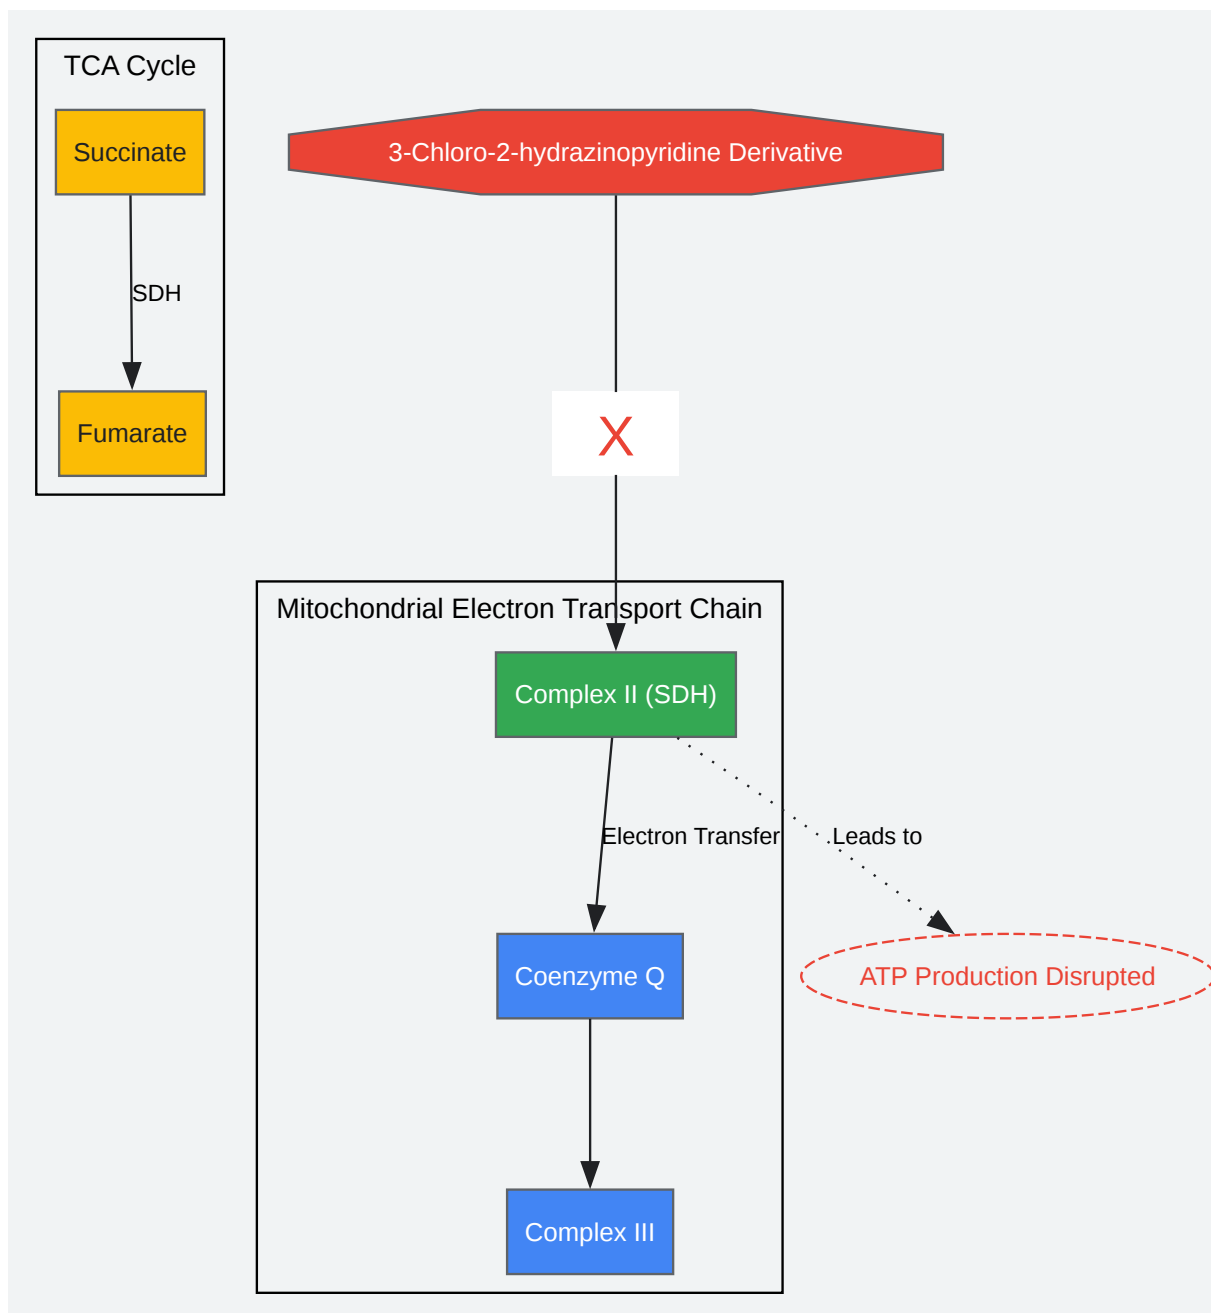 TCA Cycle
Succinate
SDH
Fumarate
3-Chloro-2-hydrazinopyridine Derivative
X
Mitochondrial Electron Transport Chain
Complex II (SDH)
Electron Transfer
Leads to
Coenzyme Q
ATP Production Disrupted
Complex III